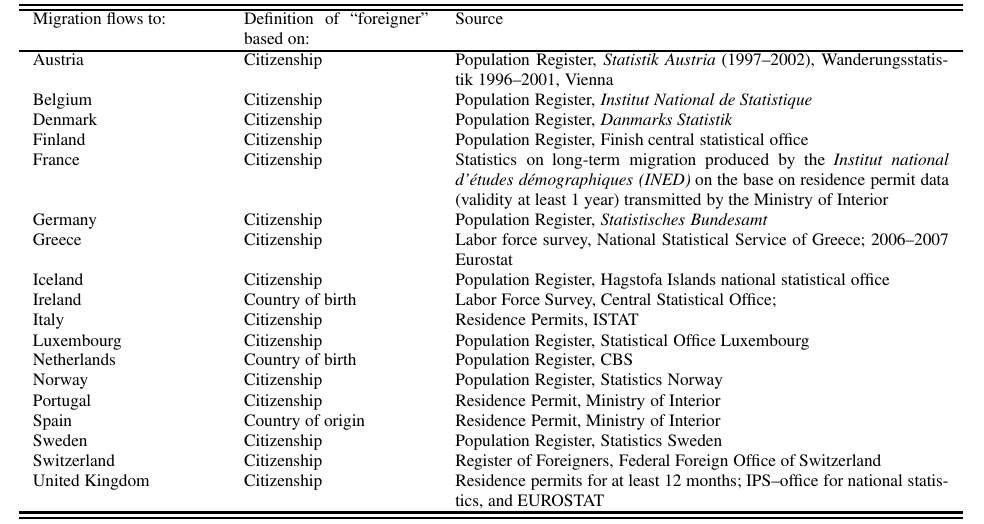 Migration flows to: Definition of “foreigner” Source
based on:
Austria Citizenship Population Register, Statistik Austria (1997–2002), Wanderungsstatis-
tik 1996–2001, Vienna
Belgium Citizenship Population Register, Institut National de Statistique
Denmark Citizenship Population Register, Danmarks Statistik
Finland Citizenship Population Register, Finish central statistical office
France Citizenship Statistics on long-term migration produced by the Institut national
d’études démographiques (INED) on the base on residence permit data
(validity at least 1 year) transmitted by the Ministry of Interior
Germany Citizenship Population Register, Statistisches Bundesamt
Greece Citizenship Labor force survey, National Statistical Service of Greece; 2006–2007
Eurostat
Iceland Citizenship Population Register, Hagstofa Islands national statistical office
Ireland Country of birth Labor Force Survey, Central Statistical Office;
Italy Citizenship Residence Permits, ISTAT
Luxembourg Citizenship Population Register, Statistical Office Luxembourg
Netherlands Country of birth Population Register, CBS
Norway Citizenship Population Register, Statistics Norway
Portugal Citizenship Residence Permit, Ministry of Interior
Spain Country of origin Residence Permit, Ministry of Interior
Sweden Citizenship Population Register, Statistics Sweden
Switzerland Citizenship Register of Foreigners, Federal Foreign Office of Switzerland
United Kingdom Citizenship Residence permits for at least 12 months; IPS–office for national statis-
tics, and EUROSTAT